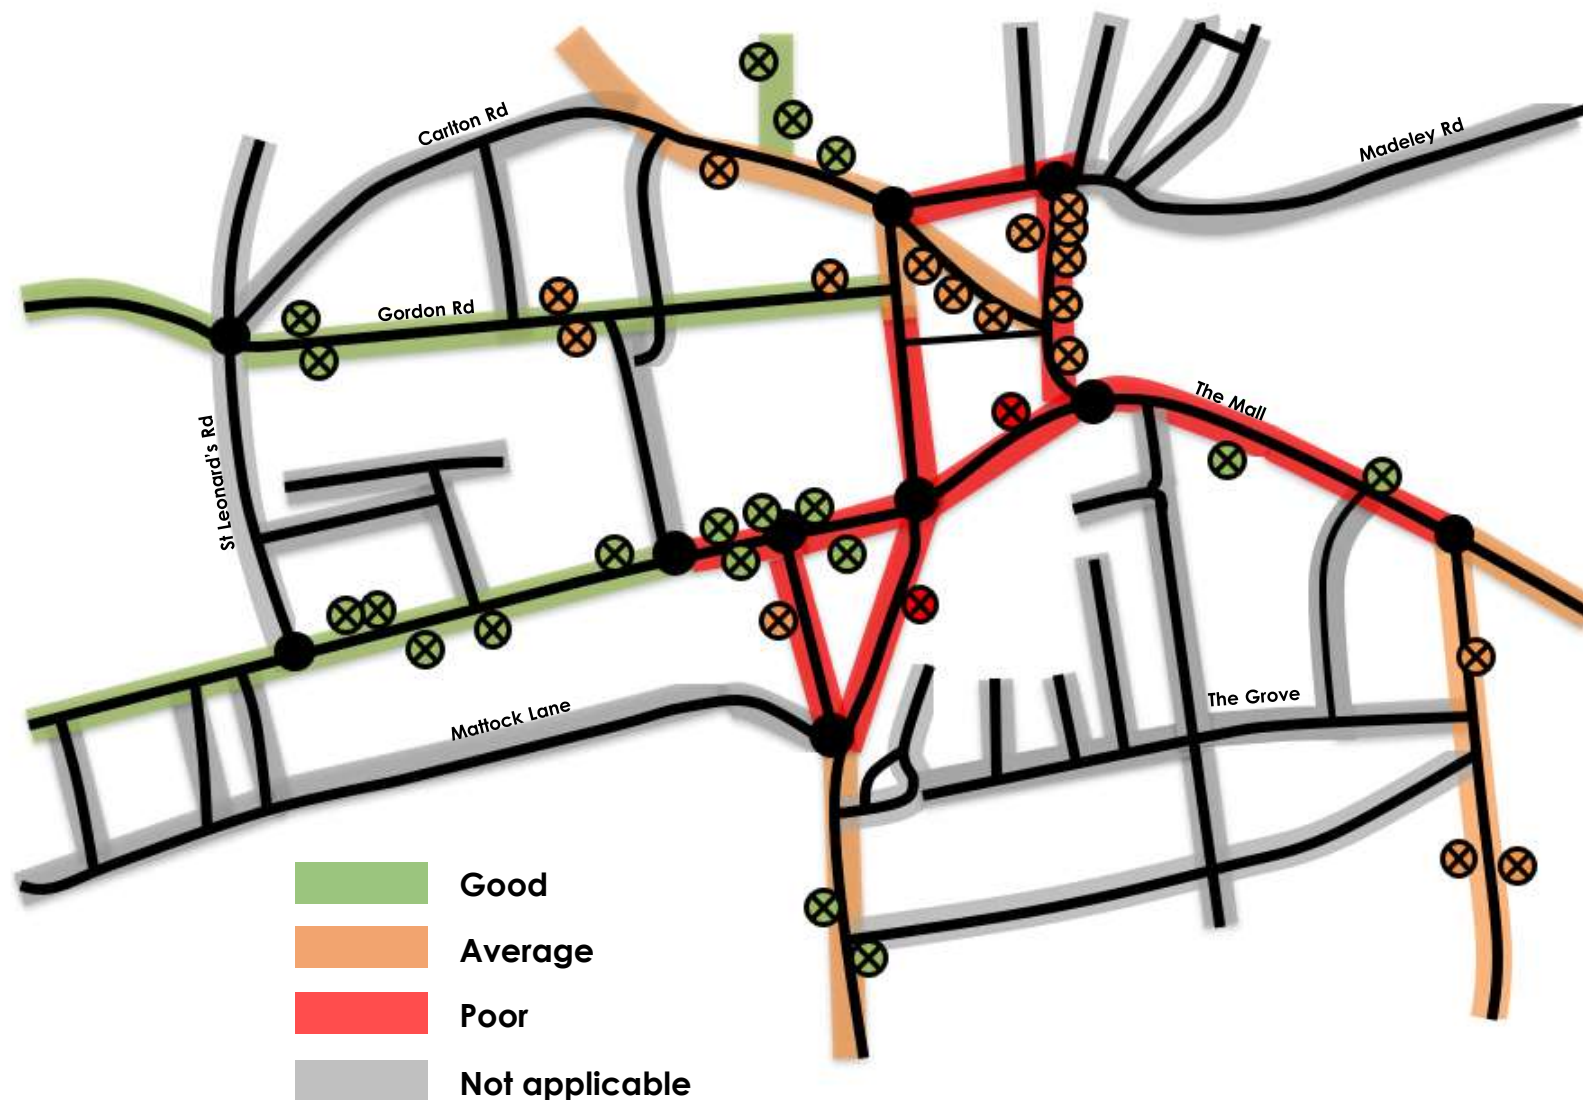 Carlton Rd
Madeley Rd
Gordon Rd
The Mall
St Leonard's Rd
The Grove
Mattock Lane
Good
Average
Poor
Not applicable